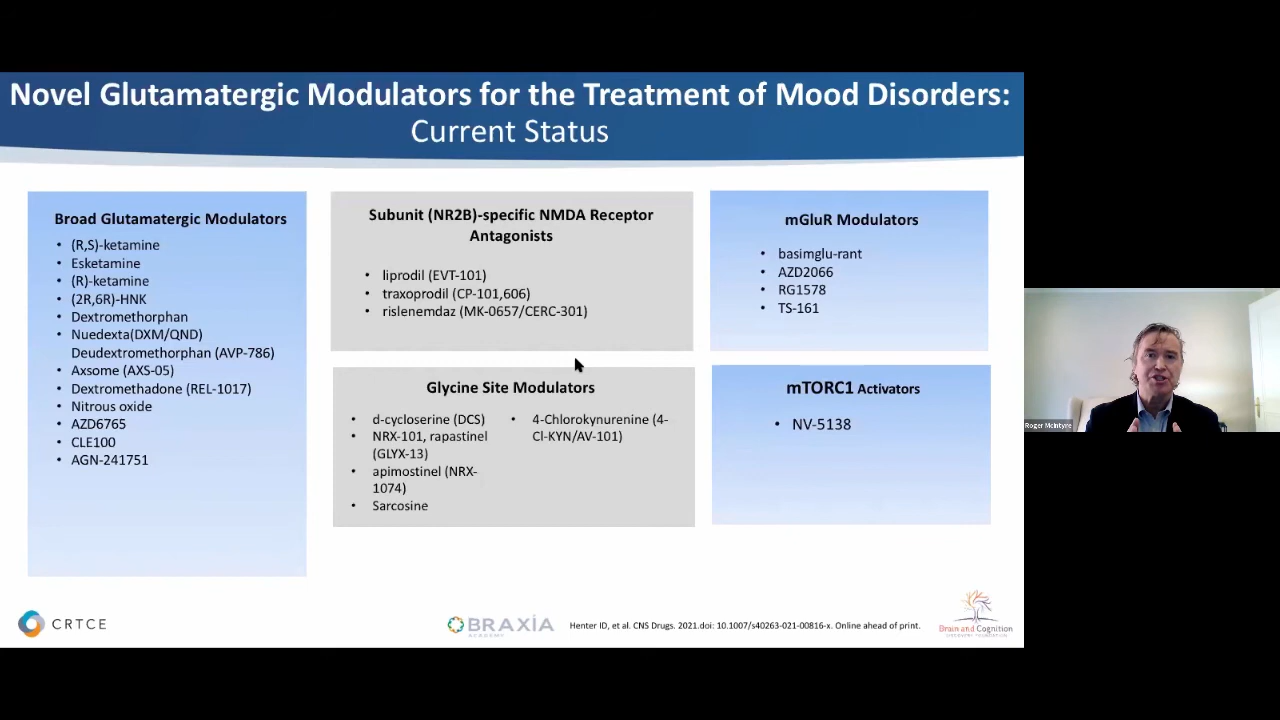 Novel Glutamatergic Modulators for the Treatment of Mood Disorders:
Current Status
Broad Glutamatergic Modulators
• (R,S)-ketamine
• Esketamine
• (R)-ketamine
• (2R,6R)-HNK
• Dextromethorphan
• Nuedexta(DXM/QND)
Deudextromethorphan (AVP-786)
• Axsome (AXS-05)
• Dextromethadone (REL-1017)
• Nitrous oxide
• AZD6765
• CLE100
• AGN-241751
Subunit (NR2B)-specific NMDA Receptor
Antagonists
• liprodil (EVT-101)
• traxoprodil (CP-101,606)
• rislenemdaz (MK-0657/CERC-301)
Glycine Site Modulators
• d-cycloserine (DCS)
• NRX-101, rapastinel
(GLYX-13)
• apimostinel (NRX-
1074)
• Sarcosine
• 4-Chlorokynurenine (4-
Cl-KYN/AV-101)
mGluR Modulators
• basimglu-rant
• AZD2066
• RG1578
• TS-161
mTORC1 Activators
• NV-5138
Roger McIntyre
CRTCE
BRAXIA
ACADEMY
Henter ID, et al. CNS Drugs. 2021.doi: 10.1007/s40263-021-00816-x. Online ahead of print.
Brain and Cognition
DISCOVERY FOUNDATION